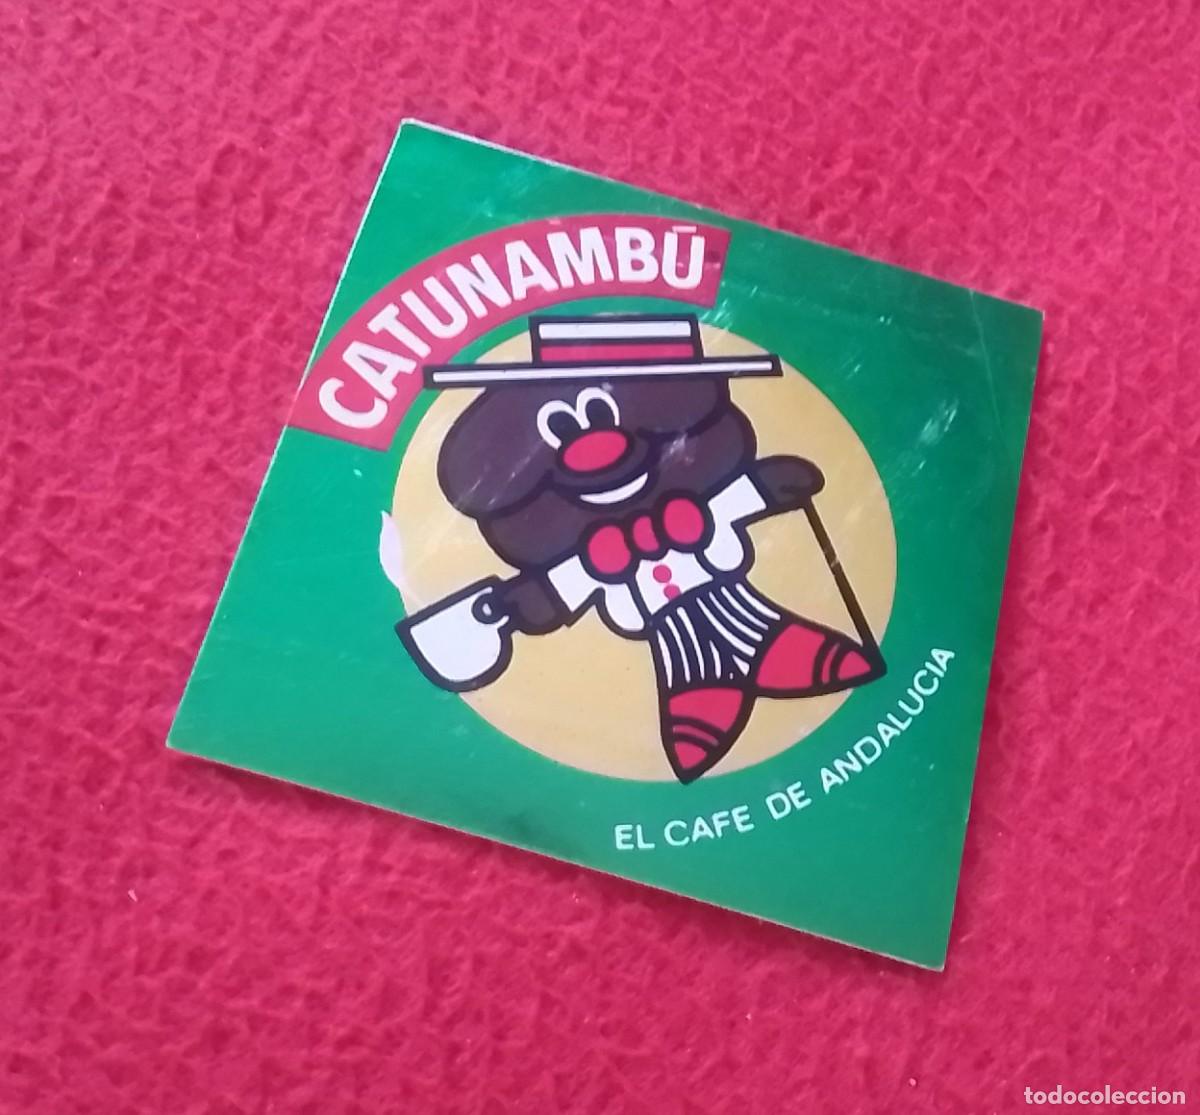 CATUNAMBÚ
EL CAFE DE ANDALUCIA
todocoleccion